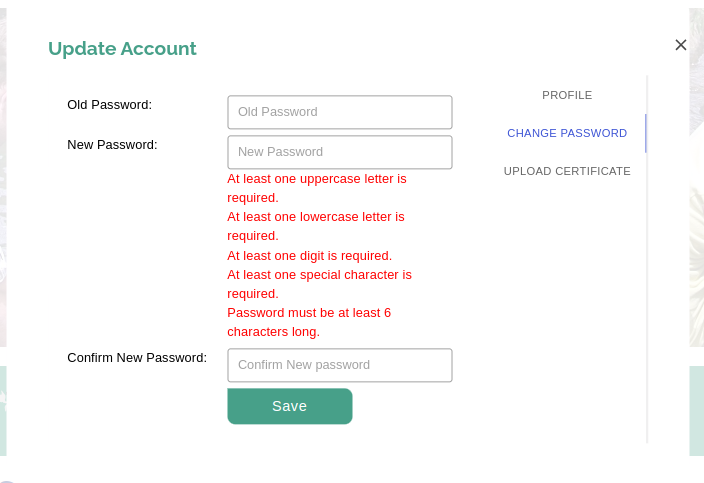 Update Account
Old Password:
Old Password
New Password:
New Password
At least one uppercase letter is
required.
At least one lowercase letter is
required.
At least one digit is required.
At least one special character is
required.
Password must be at least 6
characters long.
Confirm New Password:
Confirm New password
Save
PROFILE
CHANGE PASSWORD
UPLOAD CERTIFICATE